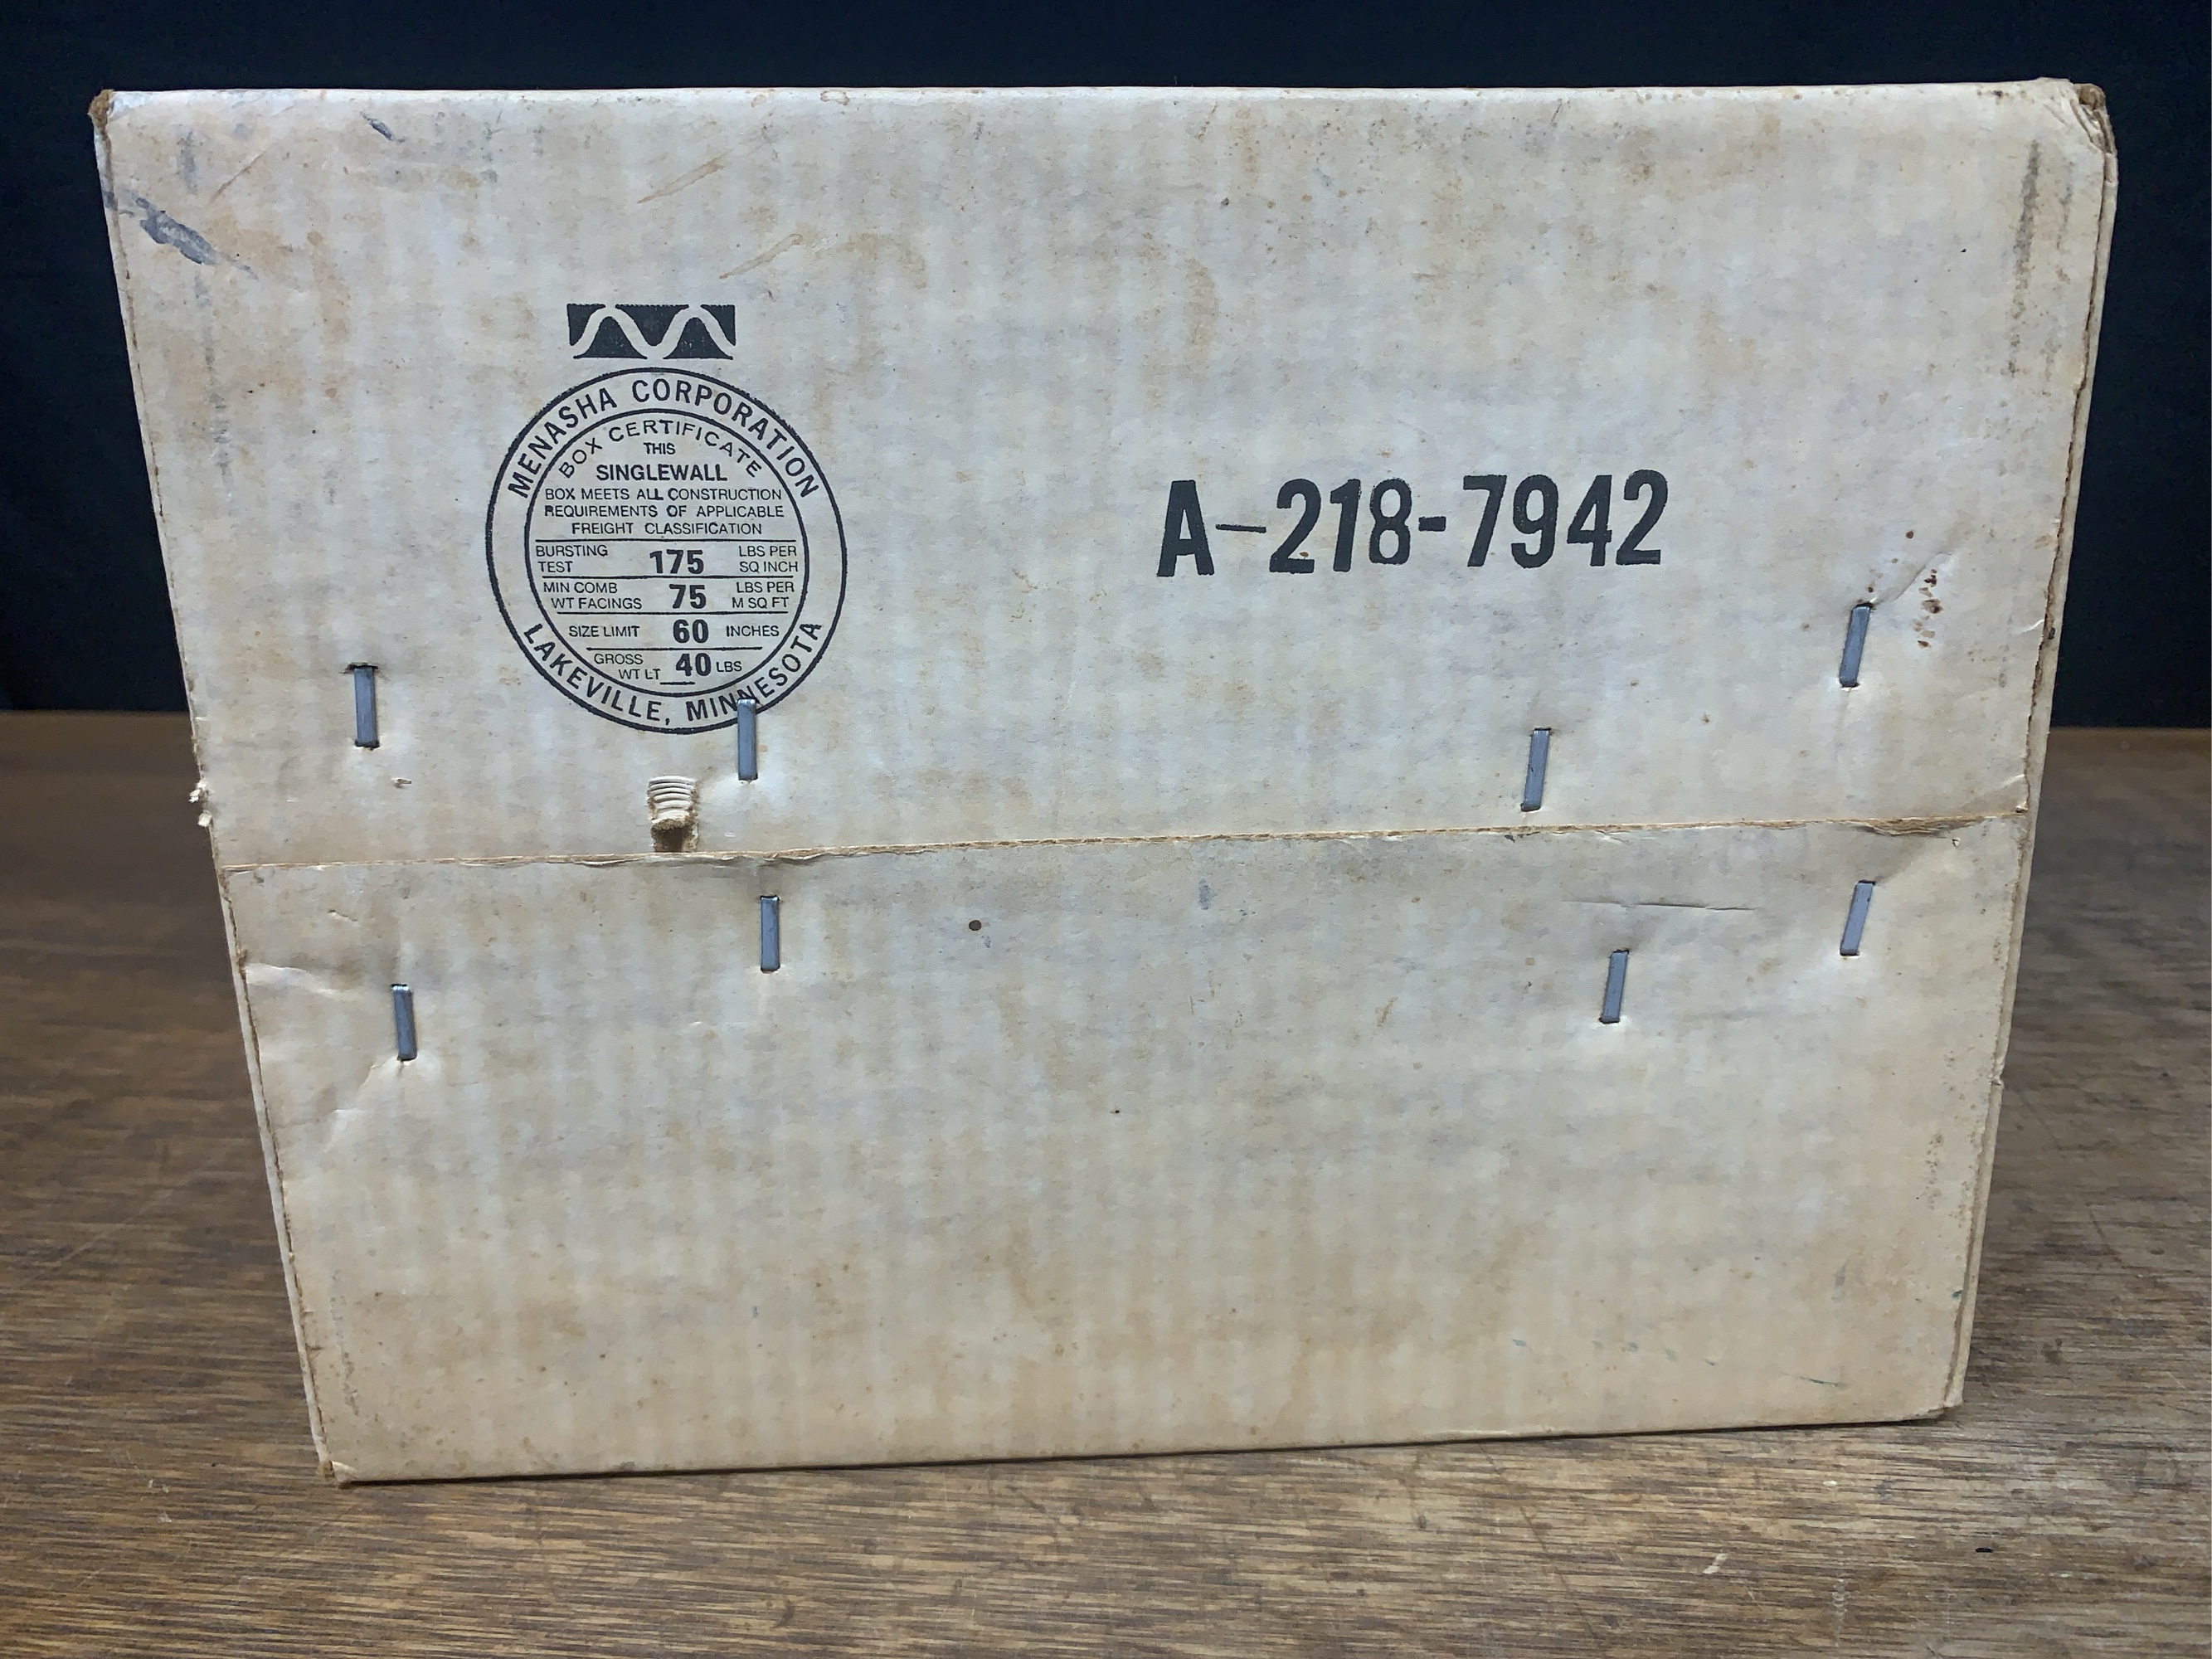 MENASHA CORPORATION
BOX CERTIFICATE
THIS
SINGLEWALL
BOX MEETS ALL CONSTRUCTION
REQUIREMENTS OF APPLICABLE
FREIGHT CLASSIFICATION
BURSTING TEST 175 LBS PER SQ INCH
MIN COMB WT FACINGS 75 LBS PER M SQ FT
SIZE LIMIT 60 INCHES
GROSS WT LT 40 LBS
LAKEVILLE, MINNESOTA
A-218-7942